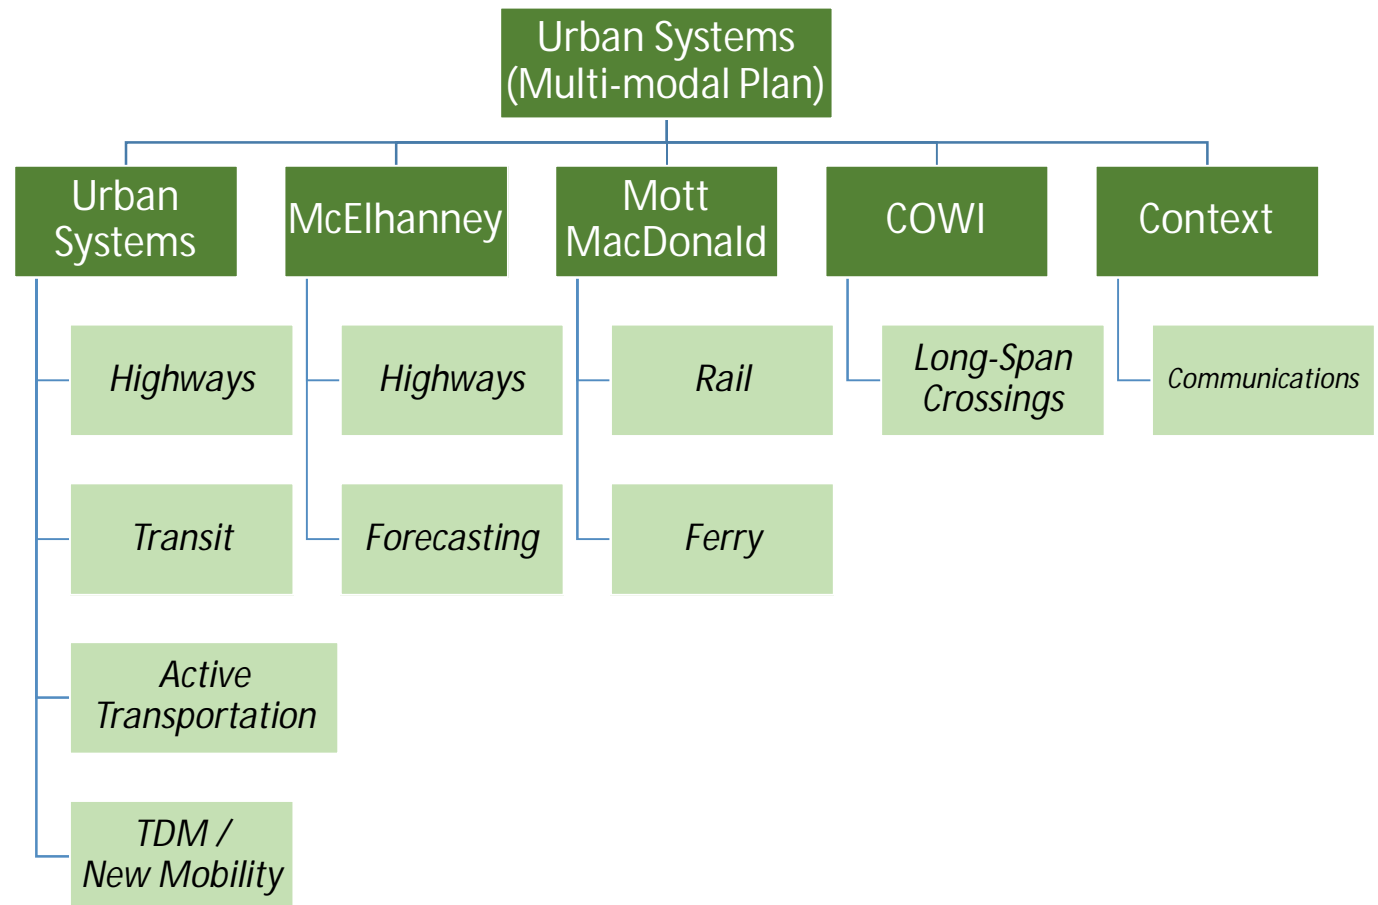 Urban Systems
(Multi-modal Plan)
Urban
Systems
McElhanney
Mott
MacDonald
COWI
Context
Highways
Highways
Rail
Long-Span
Crossings
Communications
Transit
Forecasting
Ferry
Active
Transportation
TDM /
New Mobility